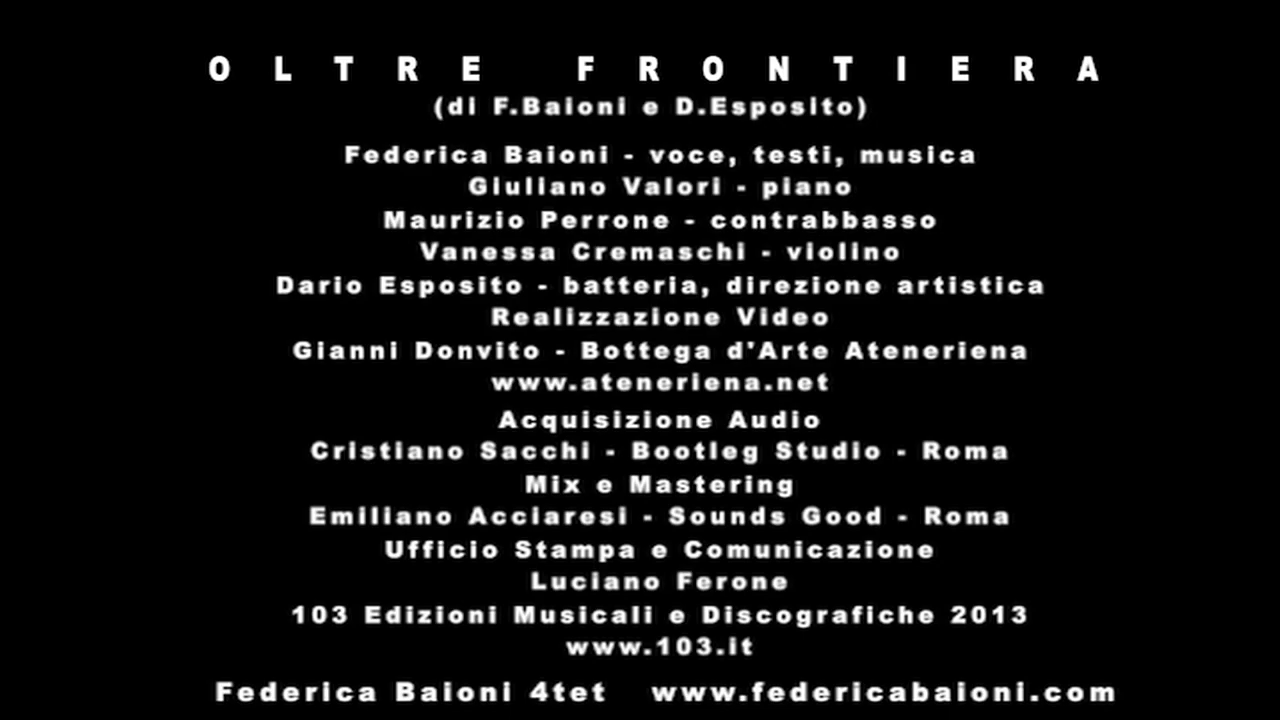 OLTRE FRONTIERA
(di F.Baioni e D.Esposito)
Federica Baioni - voce, testi, musica
Giuliano Valori - piano
Maurizio Perrone - contrabbasso
Vanessa Cremaschi - violino
Dario Esposito - batteria, direzione artistica
Realizzazione Video
Gianni Donvito - Bottega d'Arte Ateneriena
www.ateneriena.net
Acquisizione Audio
Cristiano Sacchi - Bootleg Studio - Roma
Mix e Mastering
Emiliano Acciaresi - Sounds Good - Roma
Ufficio Stampa e Comunicazione
Luciano Ferone
103 Edizioni Musicali e Discografiche 2013
www.103.it
Federica Baioni 4tet www.federicabaioni.com